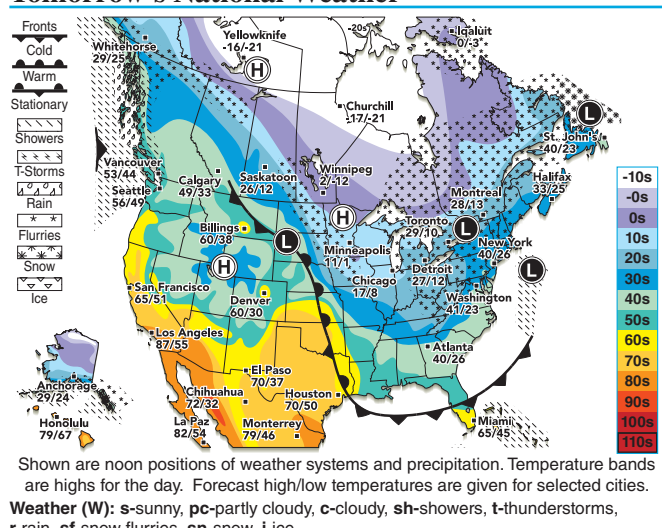 Tomorrow's National Weather
Fronts
Cold
Warm
Stationary
Showers
T-Storms
Rain
Flurries
Snow
Ice
Whitehorse
29/25
Yellowknife
-16/-21
-20s
Iqaluit
0/-3
H
Churchill
-17/-21
L
St. John's
40/23
Vancouver
53/44
Seattle
56/49
Calgary
49/33
Saskatoon
26/12
Winnipeg
2/-12
Halifax
33/25
Montreal
28/13
Toronto
29/10
H
L
Billings
60/38
L
Minneapolis
11/1
New York
40/26
Detroit
27/12
H
L
Chicago
17/8
San Francisco
65/51
Denver
60/30
Washington
41/23
Los Angeles
87/55
Atlanta
40/26
El-Paso
70/37
Anchorage
29/24
Chihuahua
72/32
Houston
70/50
Honolulu
79/67
La Paz
82/54
Monterrey
79/46
Miami
65/45
-10s
-0s
0s
10s
20s
30s
40s
50s
60s
70s
80s
90s
100s
110s
Shown are noon positions of weather systems and precipitation. Temperature bands
are highs for the day. Forecast high/low temperatures are given for selected cities.
Weather (W): s-sunny, pc-partly cloudy, c-cloudy, sh-showers, t-thunderstorms,
r-rain, sf-snow flurries, sn-snow, i-ice